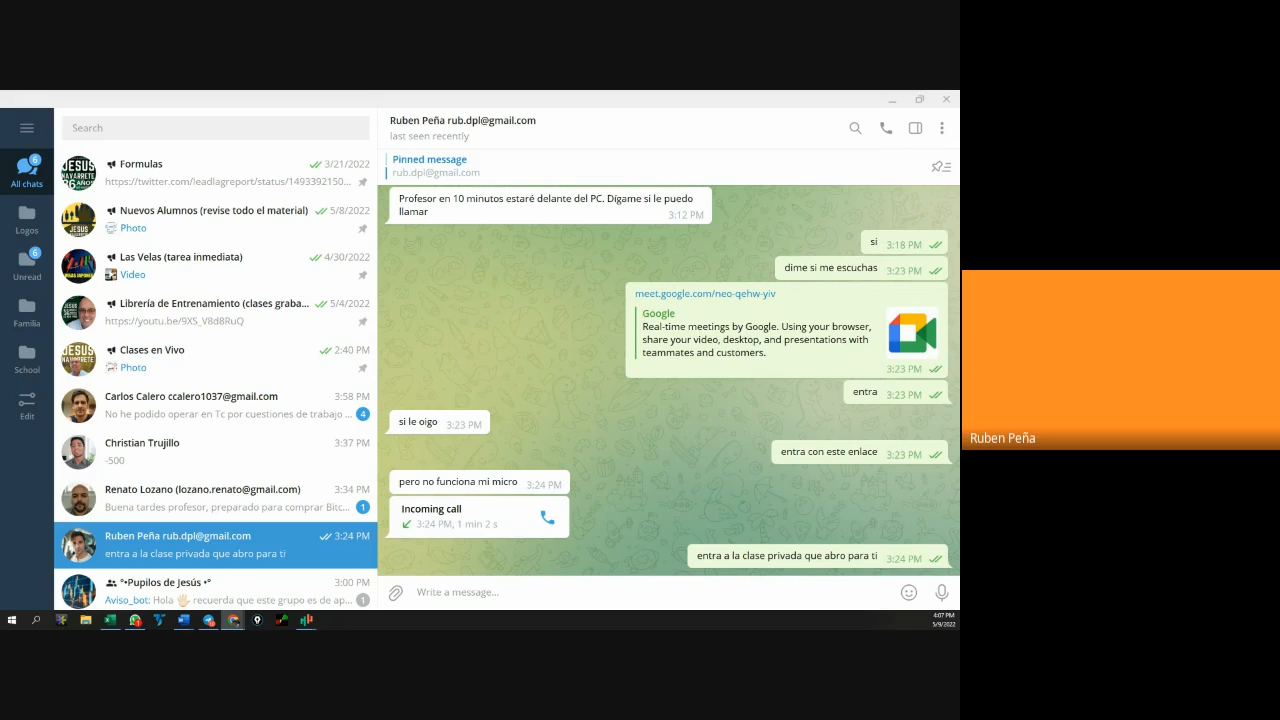 Search
6
All chats
Logos
6
Unread
Familia
School
Edit
Formulas 3/21/2022
https://twitter.com/leadlagreport/status/1493392150...
Nuevos Alumnos (revise todo el material) 5/8/2022
Photo
Las Velas (tarea inmediata) 4/30/2022
Video
Librería de Entrenamiento (clases graba... 5/4/2022
https://youtu.be/9XS_V8d8RuQ
Clases en Vivo 2:40 PM
Photo
Carlos Calero ccalero1037@gmail.com 3:58 PM
No he podido operar en Tc por cuestiones de trabajo ... 4
Christian Trujillo 3:37 PM
-500
Renato Lozano (lozano.renato@gmail.com) 3:34 PM
Buena tardes profesor, preparado para comprar Bitc... 1
Ruben Peña rub.dpl@gmail.com 3:24 PM
entra a la clase privada que abro para ti
°•Pupilos de Jesús •° 3:00 PM
Aviso_bot: Hola 🖐🏻 recuerda que este grupo es de ap... 1
Ruben Peña rub.dpl@gmail.com
last seen recently
Pinned message
rub.dpl@gmail.com
Profesor en 10 minutos estaré delante del PC. Dígame si le puedo
llamar 3:12 PM
si 3:18 PM
dime si me escuchas 3:23 PM
meet.google.com/neo-qehw-yiv
Google
Real-time meetings by Google. Using your browser,
share your video, desktop, and presentations with
teammates and customers.
3:23 PM
entra 3:23 PM
si le oigo 3:23 PM
entra con este enlace 3:23 PM
pero no funciona mi micro 3:24 PM
Incoming call
3:24 PM, 1 min 2 s
entra a la clase privada que abro para ti 3:24 PM
Write a message...
4:07 PM
5/9/2022
Ruben Peña